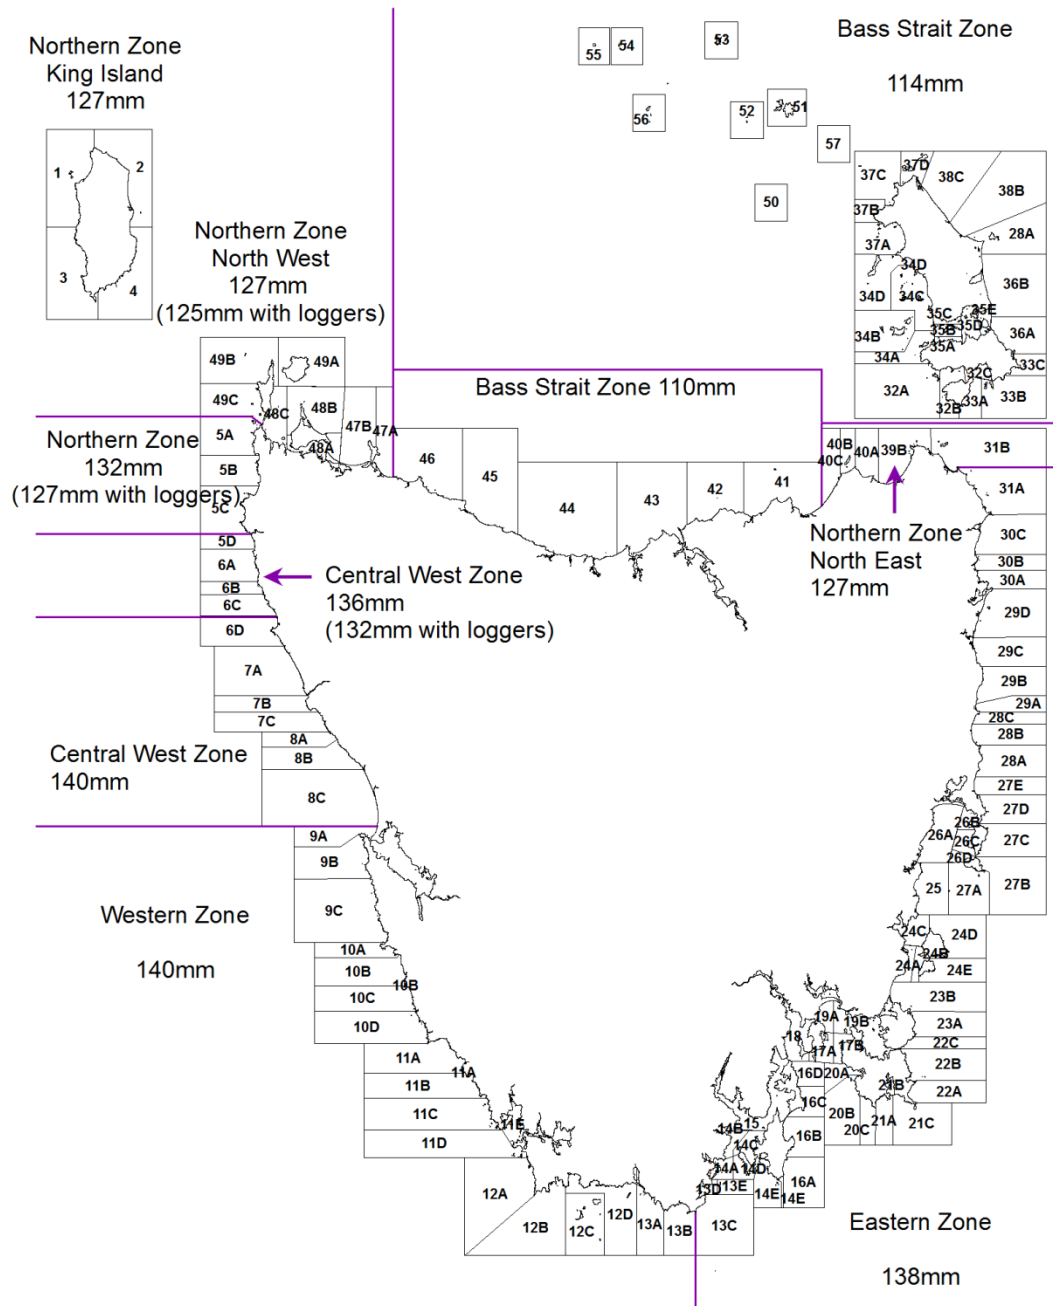 Northern Zone
King Island
127mm
1
2
3
4
Bass Strait Zone
114mm
55
54
53
56
52
51
57
50
37C
37D
38C
38B
37B
28A
37A
34D
34D
34C
36B
35C
35E
35D
34B
35B
36A
35A
34A
33C
32C
32A
33A
33B
32B
Northern Zone
North West
127mm
(125mm with loggers)
49B
49A
49C
48C
48B
47B
47A
48A
Bass Strait Zone 110mm
46
45
44
43
42
41
40B
40C
40A
39B
31B
31A
Northern Zone
132mm
(127mm with loggers)
5A
5B
5C
5D
6A
6B
6C
6D
Central West Zone
136mm
(132mm with loggers)
Northern Zone
North East
127mm
30C
30B
30A
29D
29C
29B
29A
28C
28B
28A
27E
27D
26B
26A
26C
27C
26D
25
27A
27B
7A
7B
7C
8A
8B
8C
Central West Zone
140mm
9A
9B
9C
Western Zone
140mm
10A
10B
10B
10C
10D
11A
11A
11B
11C
11E
11D
24C
24D
24B
24A
24E
23B
19A
19B
23A
18
17A
17B
22C
22B
16D
20A
21B
22A
16C
20B
20C
21A
21C
15
14B
14C
16B
14A
14D
13D
13E
14E
14E
16A
12A
12B
12C
12D
13A
13B
13C
Eastern Zone
138mm